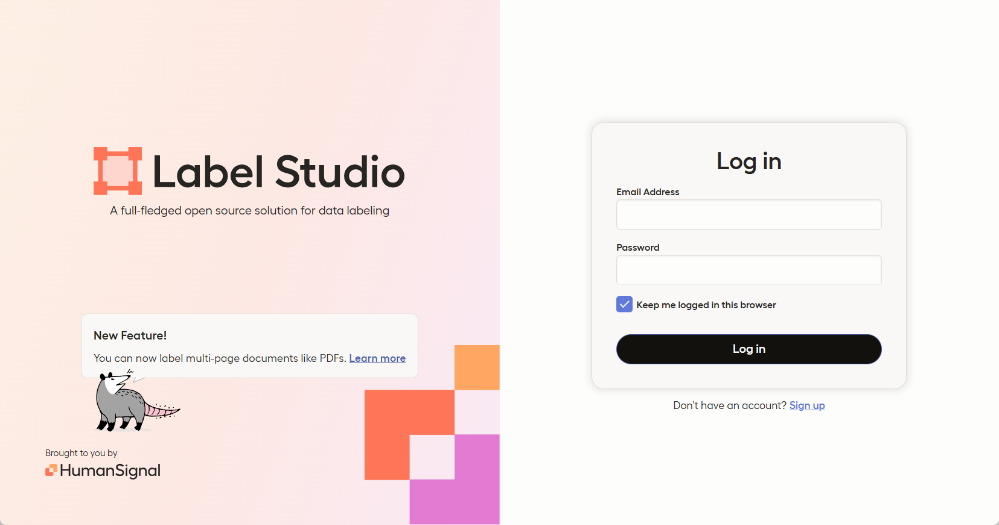 Label Studio
A full-fledged open source solution for data labeling
New Feature!
You can now label multi-page documents like PDFs. Learn more
Brought to you by
HumanSignal
Log in
Email Address
Password
Keep me logged in this browser
Log in
Don't have an account? Sign up